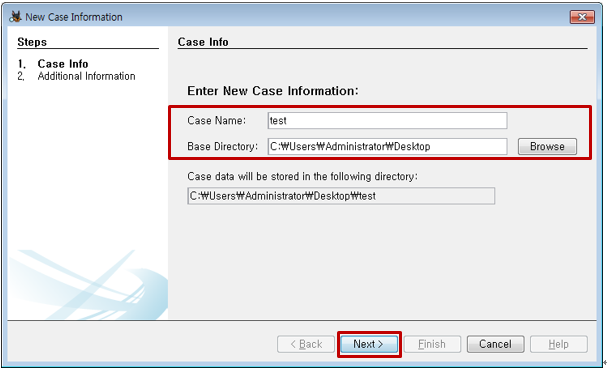 New Case Information
Steps
1. Case Info
2. Additional Information
Case Info
Enter New Case Information:
Case Name: test
Base Directory: C:₩Users₩Administrator₩Desktop Browse
Case data will be stored in the following directory:
C:₩Users₩Administrator₩Desktop₩test
< Back Next > Finish Cancel Help